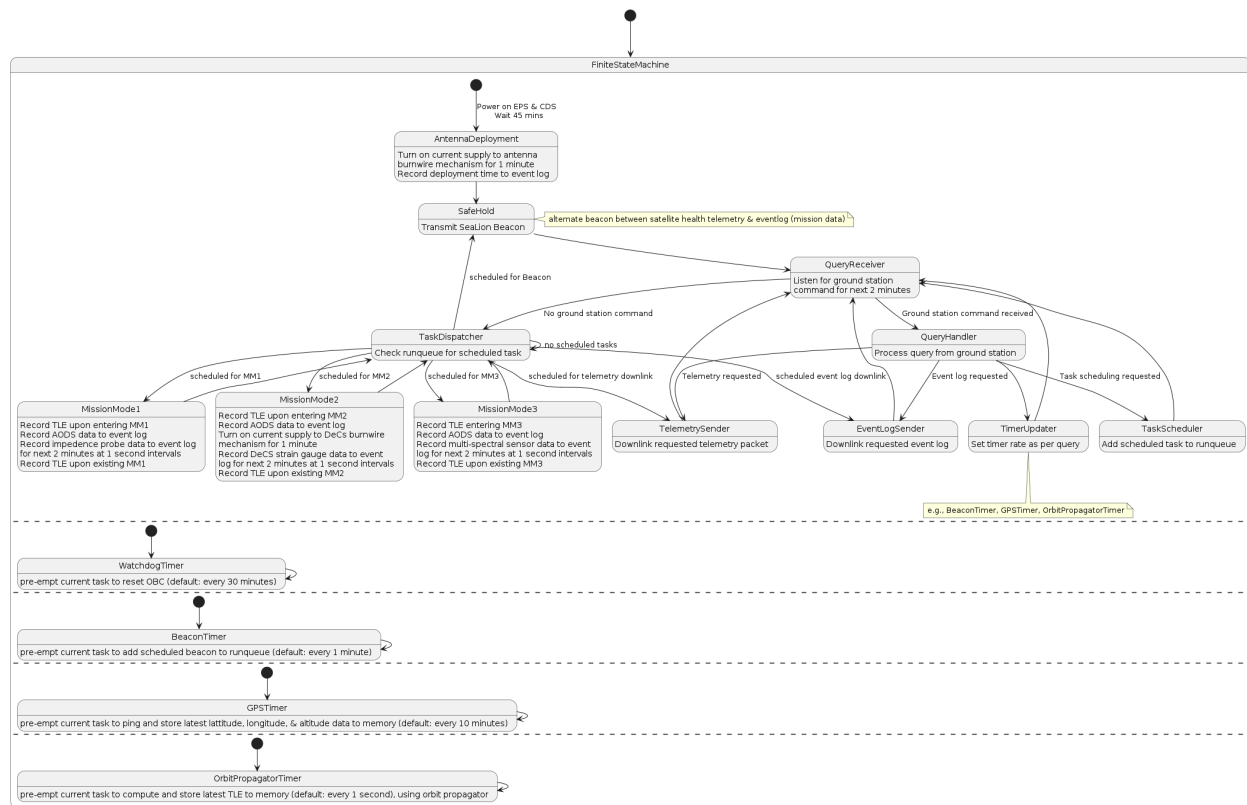 FiniteStateMachine
Power on EPS & CDS
Wait 45 mins
AntennaDeployment
Turn on current supply to antenna
burnwire mechanism for 1 minute
Record deployment time to event log
SafeHold
Transmit SeaLion Beacon
alternate beacon between satellite health telemetry & eventlog (mission data)
scheduled for Beacon
QueryReceiver
Listen for ground station
command for next 2 minutes
No ground station command
Ground station command received
TaskDispatcher
Check runqueue for scheduled task
no scheduled tasks
QueryHandler
Process query from ground station
scheduled for MM1
scheduled for MM2
scheduled for MM3
scheduled for telemetry downlink
Telemetry requested
scheduled event log downlink
Event log requested
Task scheduling requested
MissionMode1
Record TLE upon entering MM1
Record AODS data to event log
Record impedence probe data to event log
for next 2 minutes at 1 second intervals
Record TLE upon existing MM1
MissionMode2
Record TLE upon entering MM2
Record AODS data to event log
Turn on current supply to DeCs burnwire
mechanism for 1 minute
Record DeCS strain gauge data to event
log for next 2 minutes at 1 second intervals
Record TLE upon existing MM2
MissionMode3
Record TLE entering MM3
Record AODS data to event log
Record multi-spectral sensor data to event
log for next 2 minutes at 1 second intervals
Record TLE upon existing MM3
TelemetrySender
Downlink requested telemetry packet
EventLogSender
Downlink requested event log
TimerUpdater
Set timer rate as per query
TaskScheduler
Add scheduled task to runqueue
e.g., BeaconTimer, GPSTimer, OrbitPropagatorTimer
WatchdogTimer
pre-empt current task to reset OBC (default: every 30 minutes)
BeaconTimer
pre-empt current task to add scheduled beacon to runqueue (default: every 1 minute)
GPSTimer
pre-empt current task to ping and store latest lattitude, longitude, & altitude data to memory (default: every 10 minutes)
OrbitPropagatorTimer
pre-empt current task to compute and store latest TLE to memory (default: every 1 second), using orbit propagator